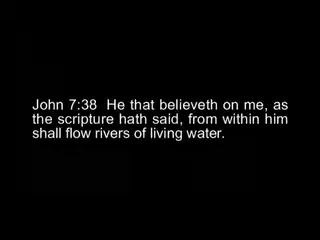 John 7:38  He that believeth on me, as
the scripture hath said, from within him
shall flow rivers of living water.